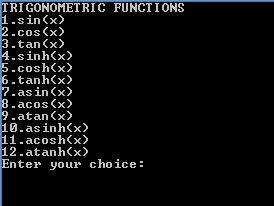 TRIGONOMETRIC FUNCTIONS
1.sin(x)
2.cos(x)
3.tan(x)
4.sinh(x)
5.cosh(x)
6.tanh(x)
7.asin(x)
8.acos(x)
9.atan(x)
10.asinh(x)
11.acosh(x)
12.atanh(x)
Enter your choice: